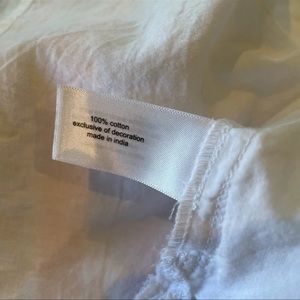 100% cotton
exclusive of decoration
made in india